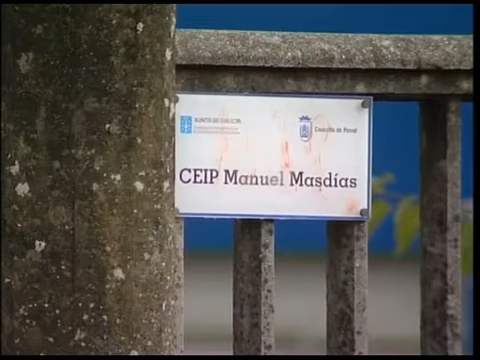 XUNTA DE GALICIA
Concello de Ferrol
CEIP Manuel Masdías